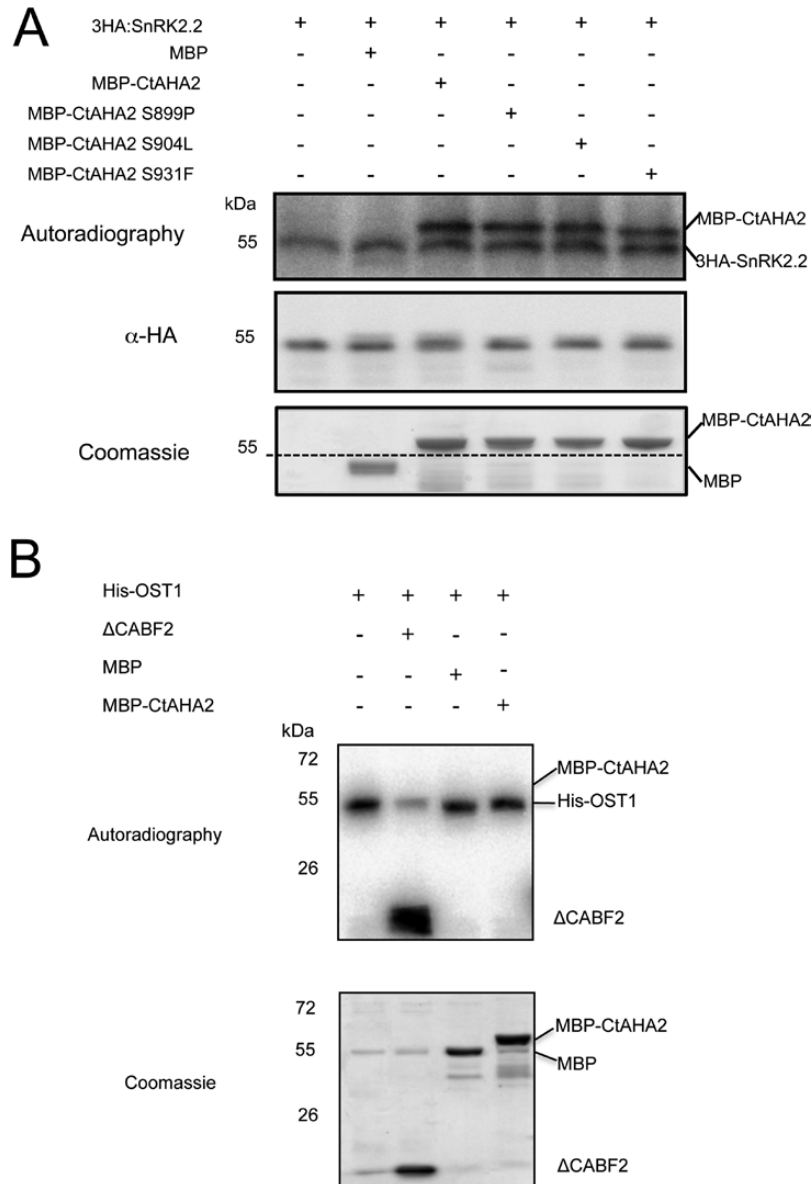 A
3HA:SnRK2.2 + + + + + +
MBP - + - - - -
MBP-CtAHA2 - - + - - -
MBP-CtAHA2 S899P - - - + - -
MBP-CtAHA2 S904L - - - - + -
MBP-CtAHA2 S931F - - - - - +
kDa
Autoradiography 55 MBP-CtAHA2
3HA-SnRK2.2
α-HA 55
Coomassie 55 MBP-CtAHA2
MBP
B
His-OST1 + + + +
ΔCABF2 - + - -
MBP - - + -
MBP-CtAHA2 - - - +
kDa
72 MBP-CtAHA2
55 His-OST1
Autoradiography
26
ΔCABF2
72
MBP-CtAHA2
55 MBP
Coomassie
26
ΔCABF2